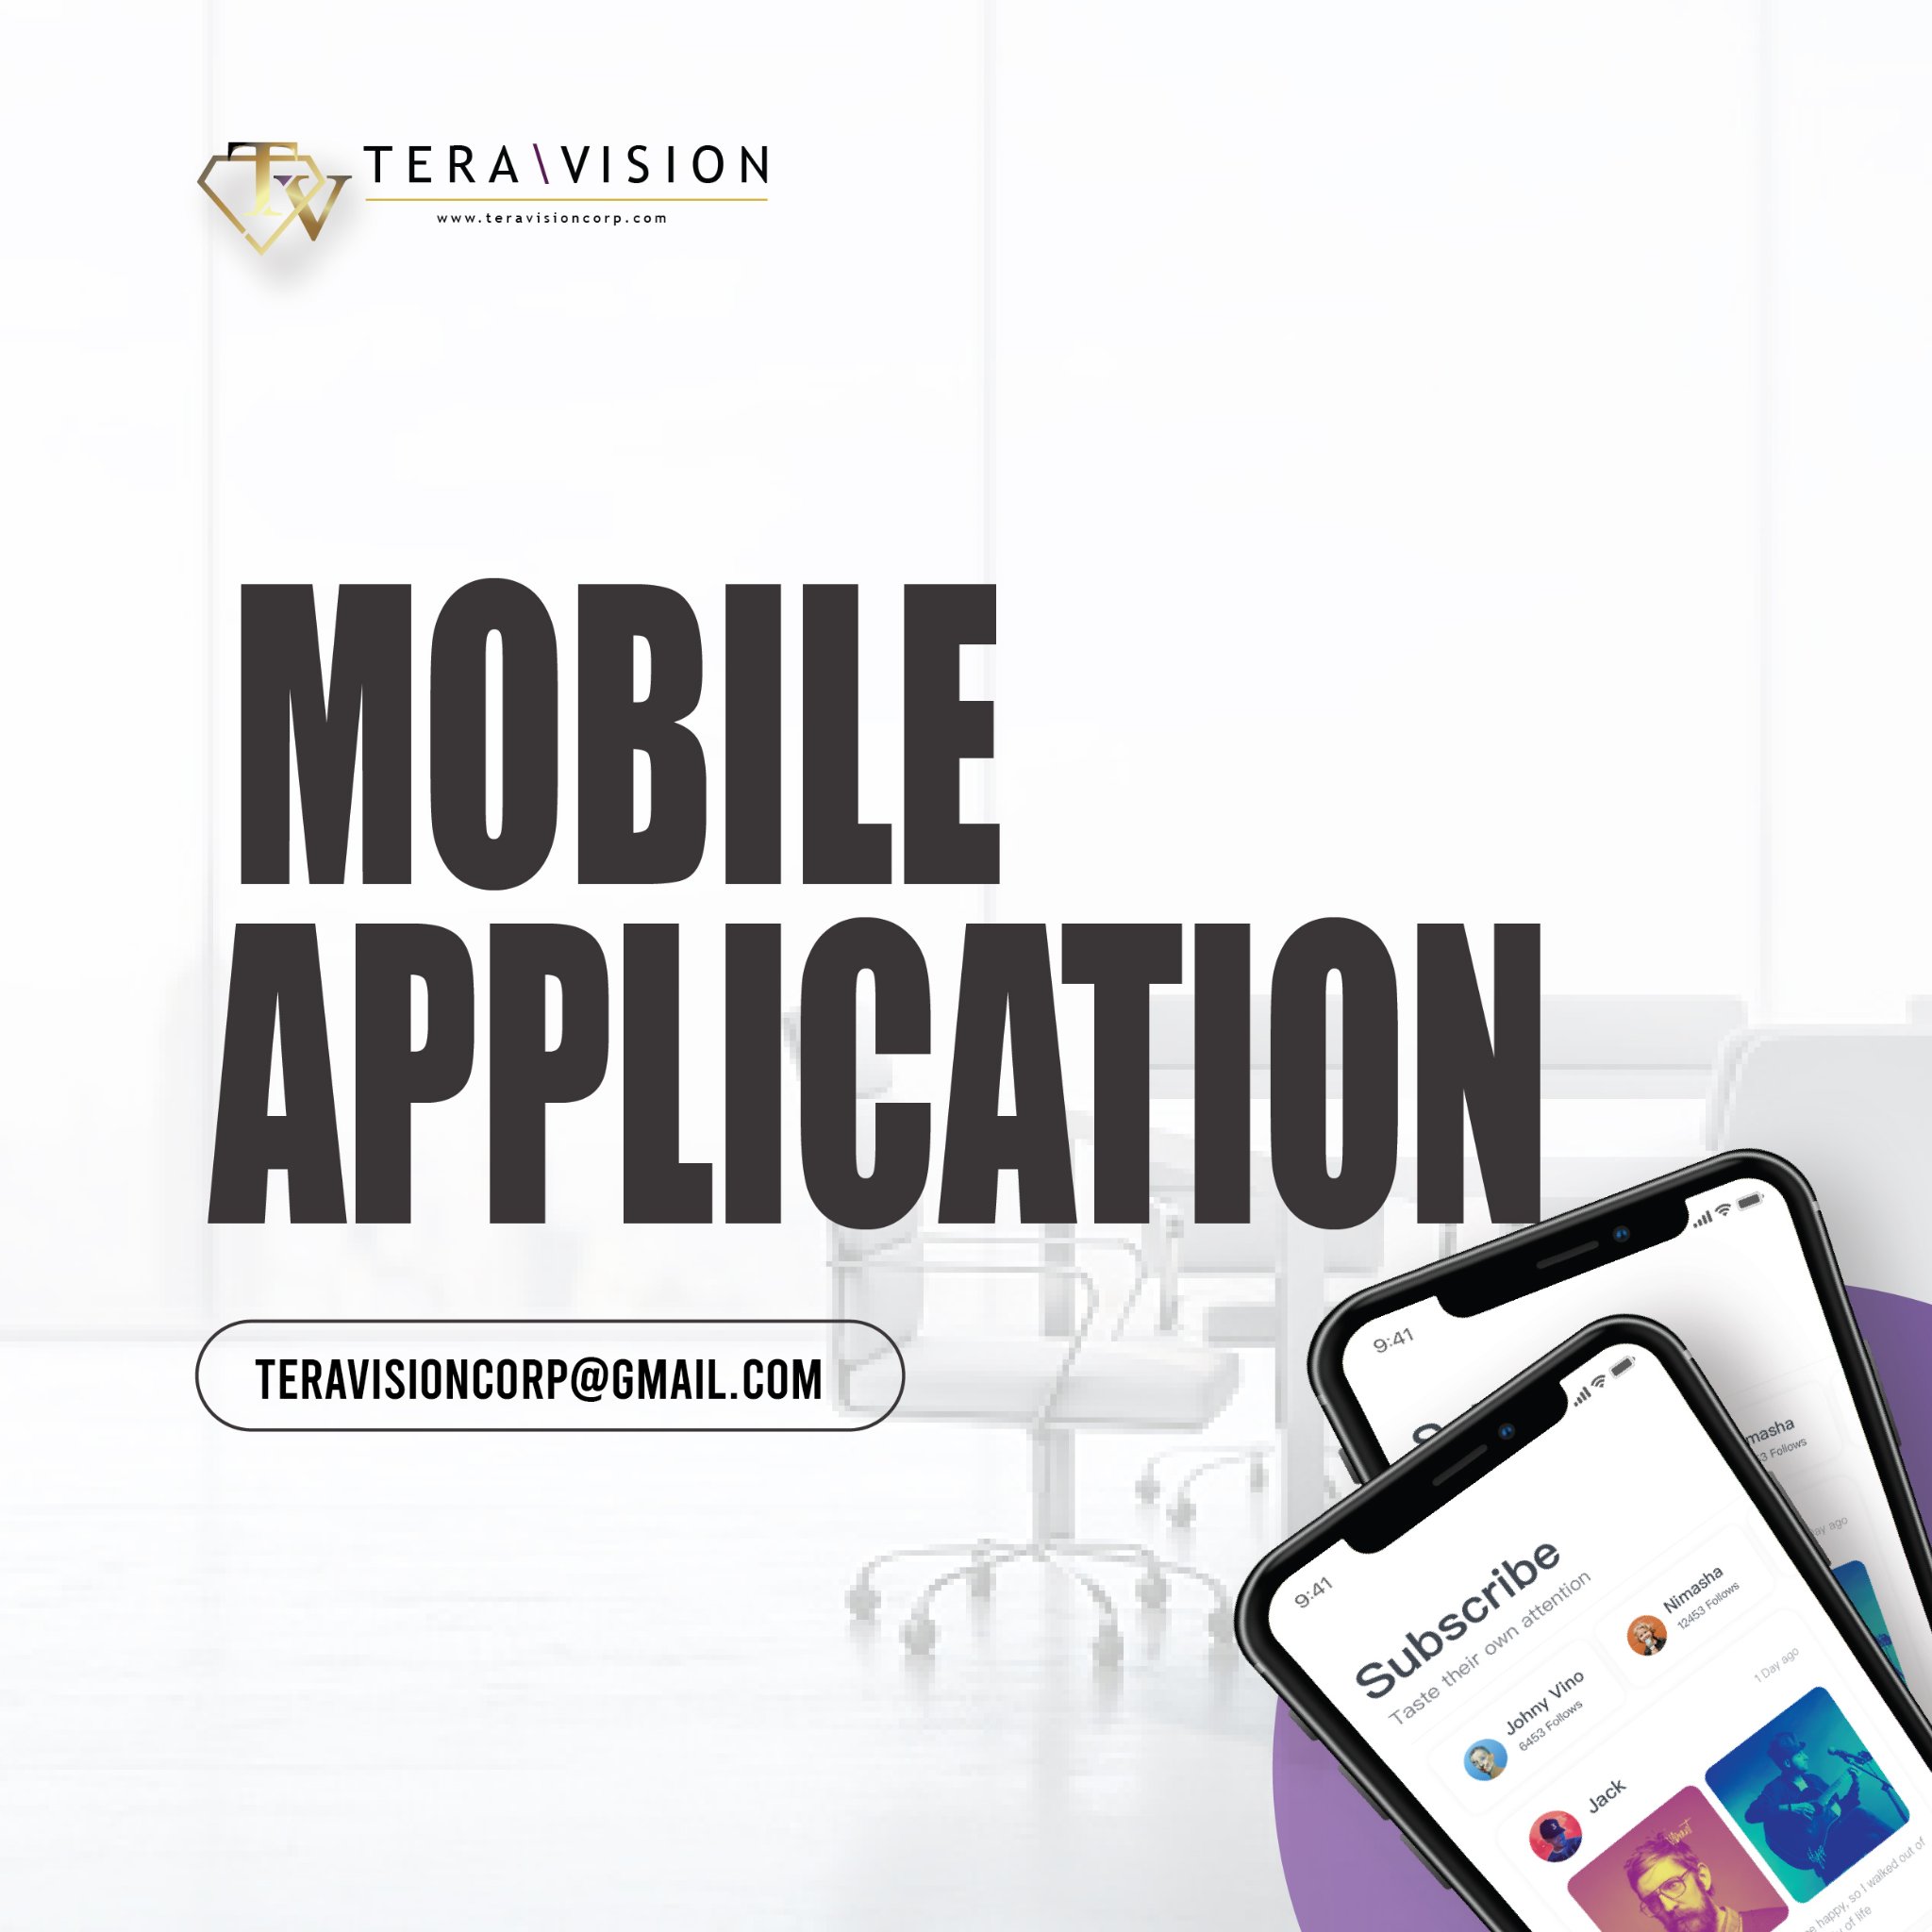 TV
TERA\VISION
www.teravisioncorp.com
MOBILE
APPLICATION
TERAVISIONCORP@GMAIL.COM
9:41
masha
3 Follows
ay ago
9:41
Subscribe
Taste their own attention
Nimasha
12453 Follows
Johny Vino
6453 Follows
1 Day ago
Jack
happy, so I walked out of
of life